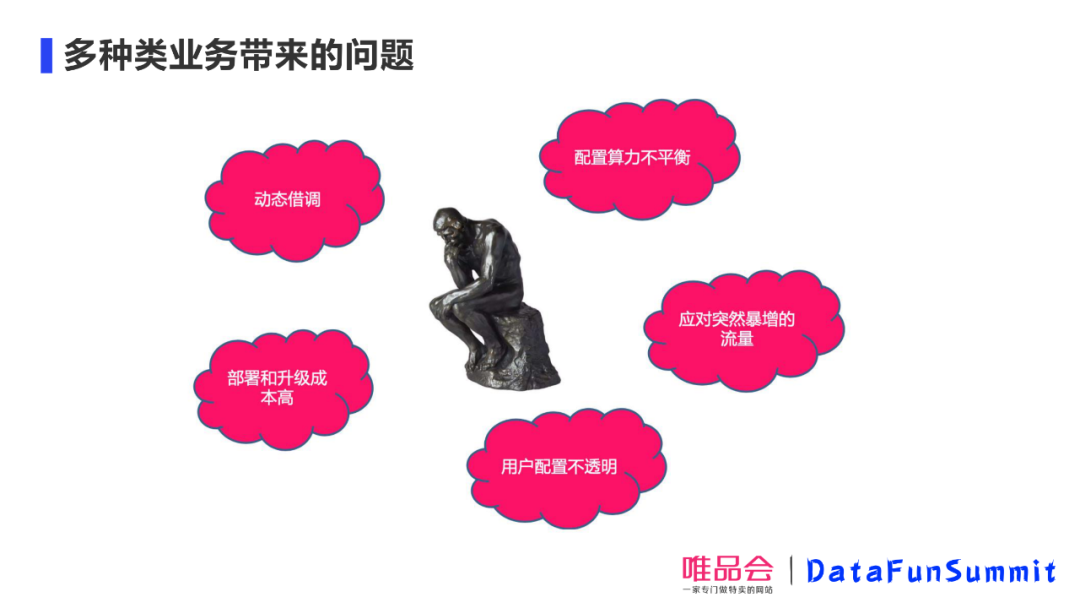 多种类业务带来的问题
动态借调
配置算力不平衡
应对突然暴增的
流量
部署和升级成
本高
用户配置不透明
唯品会
一家专门做特卖的网站
DataFunSummit